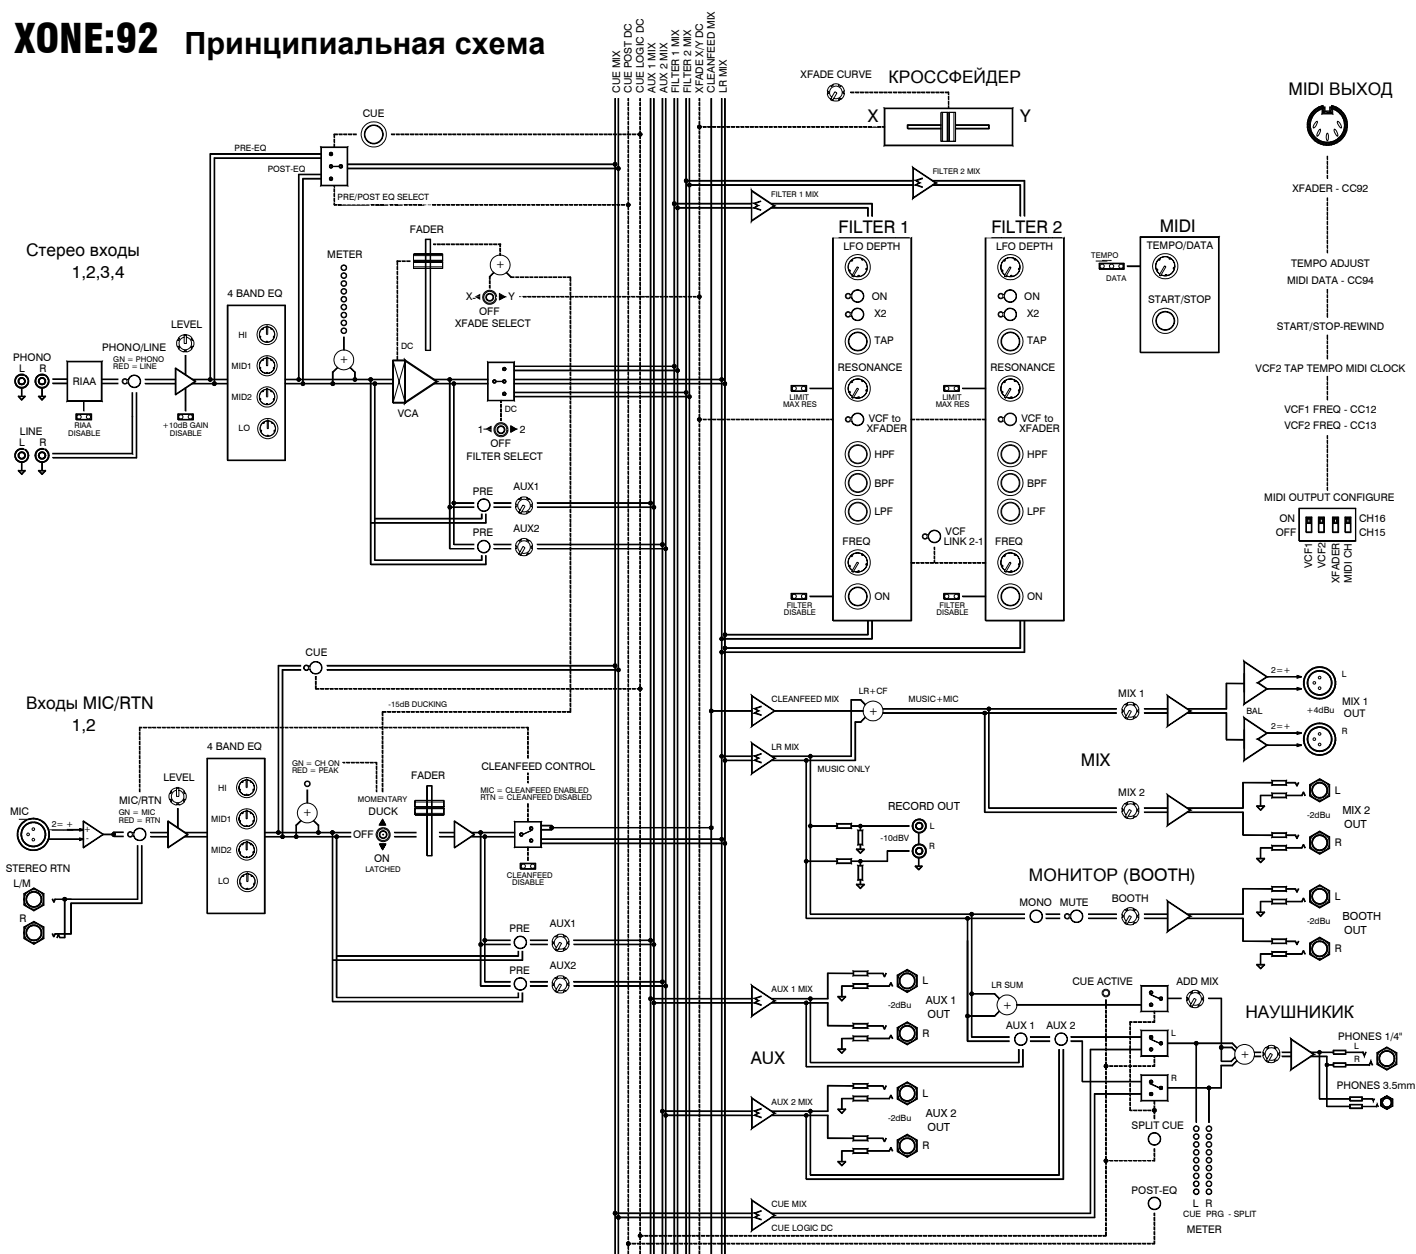 XONE:92 Принципиальная схема
CUE MIX
CUE POST DC
CUE LOGIC DC
AUX 1 MIX
AUX 2 MIX
FILTER 1 MIX
FILTER 2 MIX
XFADE X/Y DC
CLEANFEED MIX
LR MIX
XFADE CURVE
КРОССФЕЙДЕР
X
Y
MIDI ВЫХОД
XFADER - CC92
TEMPO ADJUST
MIDI DATA - CC94
START/STOP-REWIND
VCF2 TAP TEMPO MIDI CLOCK
VCF1 FREQ - CC12
VCF2 FREQ - CC13
MIDI OUTPUT CONFIGURE
ON
OFF
CH16
CH15
VCF1
VCF2
XFADER
MIDI CH
CUE
PRE-EQ
POST-EQ
PRE/POST EQ SELECT
Стерео входы
1,2,3,4
PHONO
L R
RIAA
RIAA
DISABLE
LINE
L R
PHONO/LINE
GN = PHONO
RED = LINE
LEVEL
+10dB GAIN
DISABLE
4 BAND EQ
HI
MID1
MID2
LO
METER
+
FADER
DC
VCA
+
X
Y
OFF
XFADE SELECT
DC
1
2
OFF
FILTER SELECT
PRE
AUX1
PRE
AUX2
FILTER 1 MIX
FILTER 2 MIX
FILTER 1
LFO DEPTH
ON
X2
TAP
RESONANCE
LIMIT
MAX RES
VCF to
XFADER
HPF
BPF
LPF
FREQ
ON
FILTER
DISABLE
VCF
LINK 2-1
FILTER 2
LFO DEPTH
ON
X2
TAP
RESONANCE
LIMIT
MAX RES
VCF to
XFADER
HPF
BPF
LPF
FREQ
ON
FILTER
DISABLE
MIDI
TEMPO/DATA
START/STOP
TEMPO
DATA
CUE
Входы MIC/RTN
1,2
MIC
2= +
+
-
STEREO RTN
L/M
R
MIC/RTN
GN = MIC
RED = RTN
LEVEL
4 BAND EQ
HI
MID1
MID2
LO
GN = CH ON
RED = PEAK
+
-15dB DUCKING
MOMENTARY
DUCK
OFF
ON
LATCHED
FADER
CLEANFEED CONTROL
MIC = CLEANFEED ENABLED
RTN = CLEANFEED DISABLED
CLEANFEED
DISABLE
PRE
AUX1
PRE
AUX2
CLEANFEED MIX
LR+CF
+
MUSIC+MIC
LR MIX
MUSIC ONLY
MIX 1
BAL
2=+
L
+4dBu
MIX 1
OUT
2=+
R
MIX
MIX 2
L
-2dBu
MIX 2
OUT
R
RECORD OUT
L
-10dBV
R
МОНИТОР (BOOTH)
MONO
MUTE
BOOTH
L
-2dBu
BOOTH
OUT
R
AUX 1 MIX
L
-2dBu
AUX 1
OUT
R
AUX
AUX 2 MIX
L
-2dBu
AUX 2
OUT
R
LR SUM
+
AUX 1
AUX 2
CUE ACTIVE
ADD MIX
L
R
+
НАУШНИКИК
PHONES 1/4"
L
R
PHONES 3.5mm
SPLIT CUE
POST-EQ
L R
CUE PRG - SPLIT
METER
CUE MIX
CUE LOGIC DC